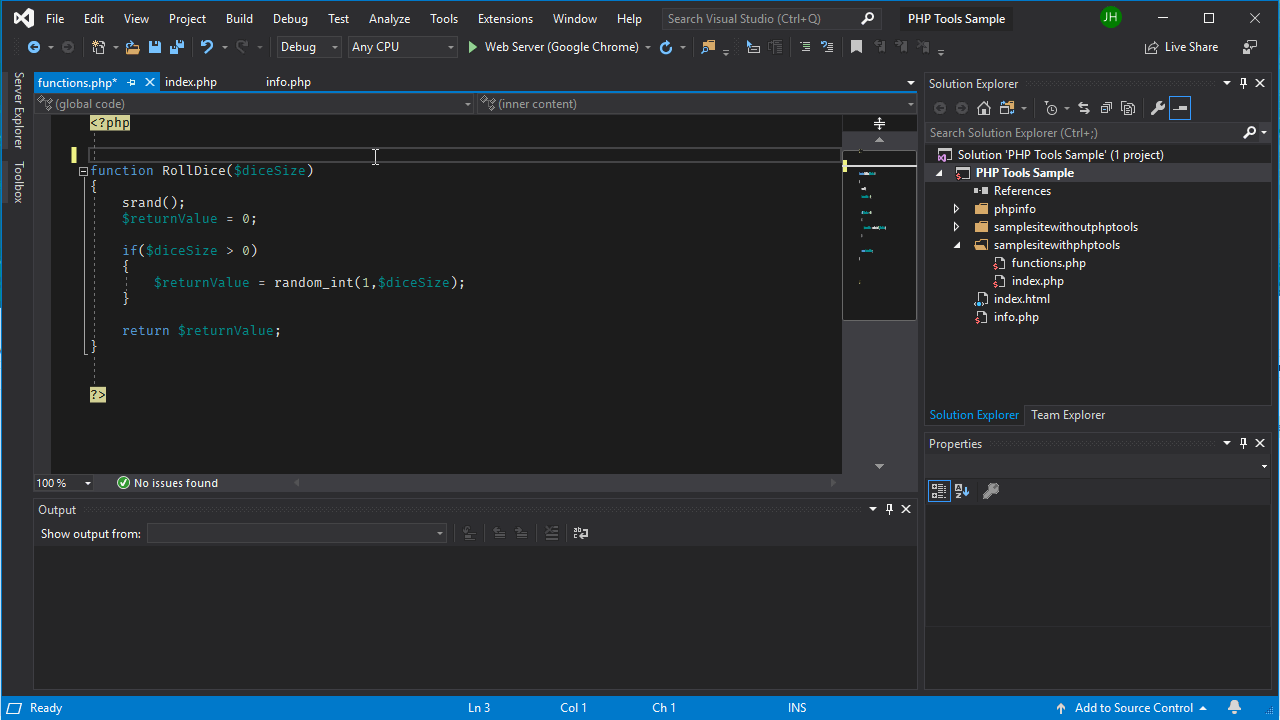 File Edit View Project Build Debug Test Analyze Tools Extensions Window Help Search Visual Studio (Ctrl+Q) PHP Tools Sample JH
Debug Any CPU Web Server (Google Chrome) Live Share
Server Explorer
Toolbox
functions.php* index.php info.php
(global code) (inner content)
<?php
function RollDice($diceSize)
{
srand();
$returnValue = 0;
if($diceSize > 0)
{
$returnValue = random_int(1,$diceSize);
}
return $returnValue;
}
?>
100 % No issues found
Output
Show output from:
Solution Explorer
Search Solution Explorer (Ctrl+;)
Solution 'PHP Tools Sample' (1 project)
PHP Tools Sample
References
phpinfo
samplesitewithoutphptools
samplesitewithphptools
functions.php
index.php
index.html
info.php
Solution Explorer Team Explorer
Properties
Ready Ln 3 Col 1 Ch 1 INS Add to Source Control